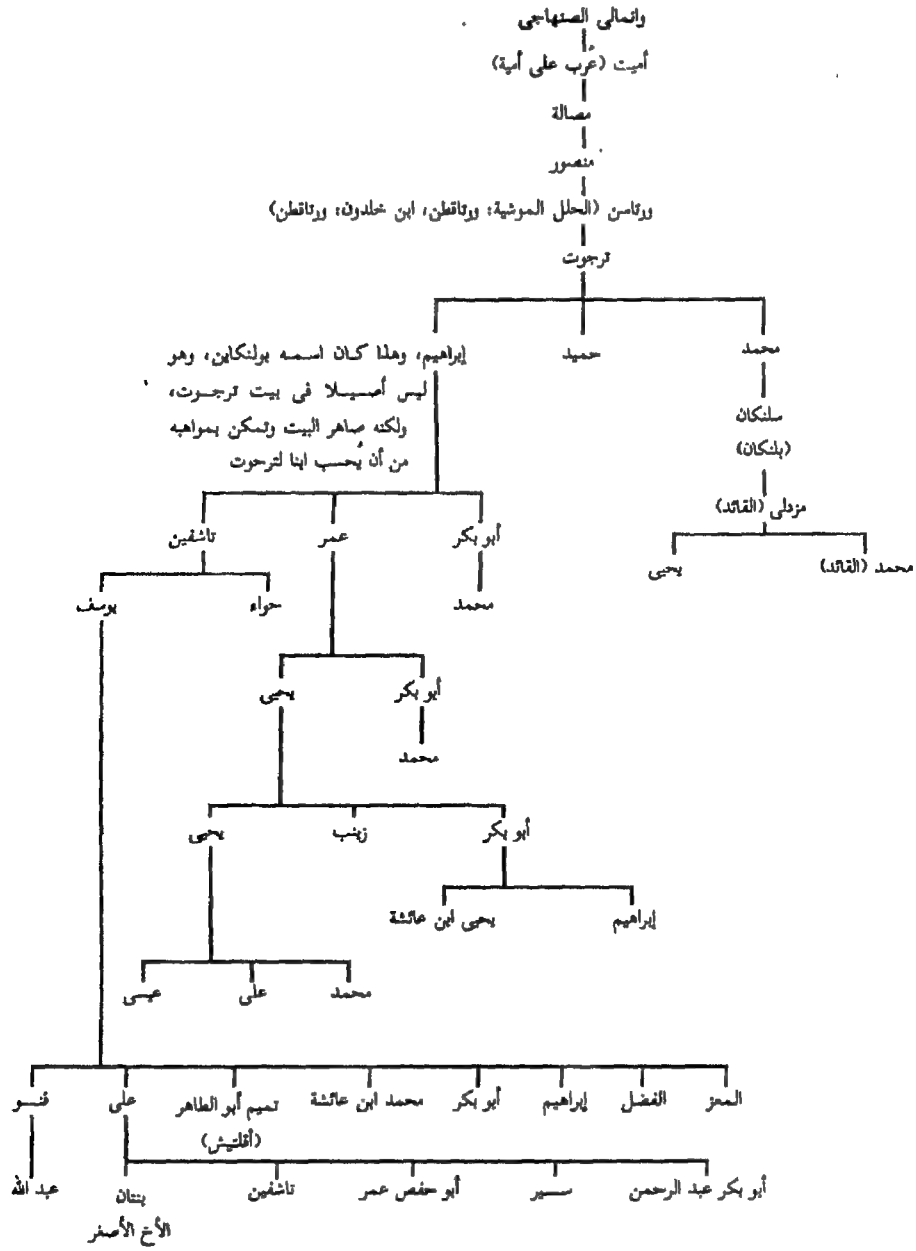 وانمالى الصنهاجى
أميت (عُرب على أمية)
مصالة
منصور
ورتاسن (الحلل الموشية: ورتاقطن، ابن خلدون: ورتاقطن)
ترجوت
محمد
حميد
إبراهيم، وهذا كان اسمه بولنكاين، وهو
ليس أصيلا فى بيت ترجوت،
ولكنه صاهر البيت وتمكن بمواهبه
من أن يُحسب ابنا لترحوت
سلنكان
(بلنكان)
مزدلى (القائد)
محمد (القائد)
يحيى
أبو بكر
عمر
تاشفين
محمد
حواء
يوسف
أبو بكر
يحيى
محمد
أبو بكر
زينب
يحيى
إبراهيم
يحيى ابن عائشة
محمد
على
عيسى
المعز
الفضل
إبراهيم
أبو بكر
محمد ابن عائشة
تميم أبو الطاهر
(أقلتيش)
على
قنو
أبو بكر عبد الرحمن
سير
أبو حفص عمر
تاشفين
بنتان
الأخ الأصغر
عبد الله